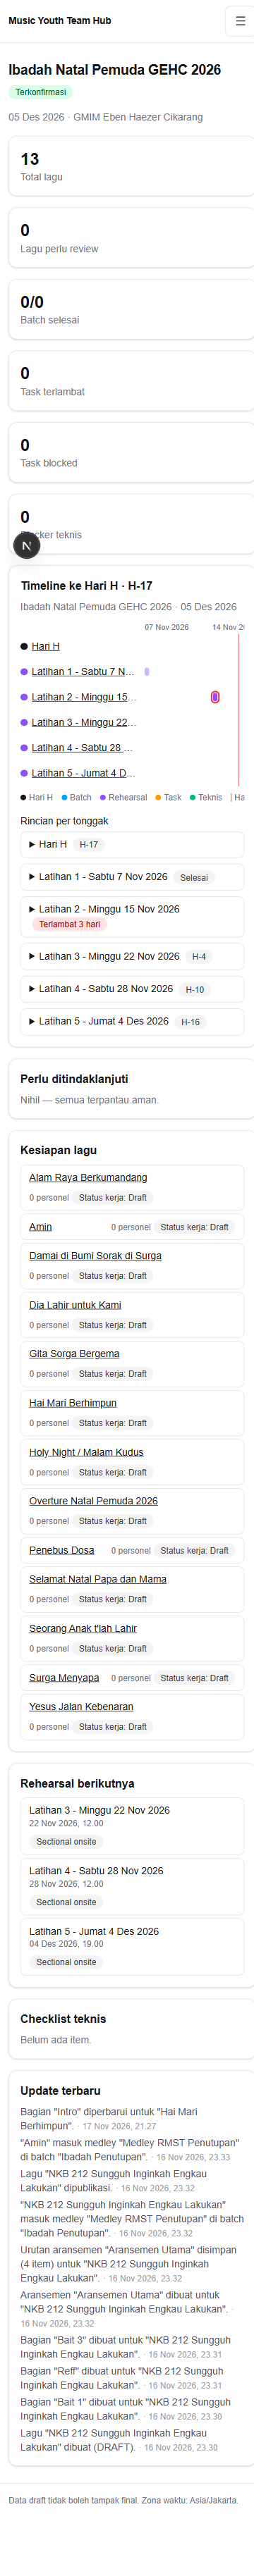 Music Youth Team Hub
☰
Ibadah Natal Pemuda GEHC 2026
Terkonfirmasi
05 Des 2026 · GMIM Eben Haezer Cikarang
13
Total lagu
0
Lagu perlu review
0/0
Batch selesai
0
Task terlambat
0
Task blocked
0
cker teknis
N
Timeline ke Hari H · H-17
Ibadah Natal Pemuda GEHC 2026 · 05 Des 2026
07 Nov 2026 14 Nov 2
Hari H
Latihan 1 - Sabtu 7 N…
Latihan 2 - Minggu 15…
Latihan 3 - Minggu 22…
Latihan 4 - Sabtu 28 …
Latihan 5 - Jumat 4 D…
Hari H Batch Rehearsal Task Teknis Ha
Rincian per tonggak
▶ Hari H H-17
▶ Latihan 1 - Sabtu 7 Nov 2026 Selesai
▶ Latihan 2 - Minggu 15 Nov 2026
Terlambat 3 hari
▶ Latihan 3 - Minggu 22 Nov 2026 H-4
▶ Latihan 4 - Sabtu 28 Nov 2026 H-10
▶ Latihan 5 - Jumat 4 Des 2026 H-16
Perlu ditindaklanjuti
Nihil — semua terpantau aman.
Kesiapan lagu
Alam Raya Berkumandang
0 personel Status kerja: Draft
Amin 0 personel Status kerja: Draft
Damai di Bumi Sorak di Surga
0 personel Status kerja: Draft
Dia Lahir untuk Kami
0 personel Status kerja: Draft
Gita Sorga Bergema
0 personel Status kerja: Draft
Hai Mari Berhimpun
0 personel Status kerja: Draft
Holy Night / Malam Kudus
0 personel Status kerja: Draft
Overture Natal Pemuda 2026
0 personel Status kerja: Draft
Penebus Dosa 0 personel Status kerja: Draft
Selamat Natal Papa dan Mama
0 personel Status kerja: Draft
Seorang Anak t'lah Lahir
0 personel Status kerja: Draft
Surga Menyapa 0 personel Status kerja: Draft
Yesus Jalan Kebenaran
0 personel Status kerja: Draft
Rehearsal berikutnya
Latihan 3 - Minggu 22 Nov 2026
22 Nov 2026, 12.00
Sectional onsite
Latihan 4 - Sabtu 28 Nov 2026
28 Nov 2026, 12.00
Sectional onsite
Latihan 5 - Jumat 4 Des 2026
04 Des 2026, 19.00
Sectional onsite
Checklist teknis
Belum ada item.
Update terbaru
Bagian "Intro" diperbarui untuk "Hai Mari
Berhimpun". · 17 Nov 2026, 21.27
"Amin" masuk medley "Medley RMST Penutupan"
di batch "Ibadah Penutup". · 16 Nov 2026, 23.33
Lagu "NKB 212 Sungguh Inginkah Engkau
Lakukan" dipublikasi. · 16 Nov 2026, 23.32
"NKB 212 Sungguh Inginkah Engkau Lakukan"
masuk medley "Medley RMST Penutupan" di batch
"Ibadah Penutup". · 16 Nov 2026, 23.32
Urutan aransemen "Aransemen Utama" disimpan
(4 item) untuk "NKB 212 Sungguh Inginkah
Engkau Lakukan". · 16 Nov 2026, 23.32
Aransemen "Aransemen Utama" dibuat untuk
"NKB 212 Sungguh Inginkah Engkau Lakukan". ·
16 Nov 2026, 23.32
Bagian "Bait 3" dibuat untuk "NKB 212 Sungguh
Inginkah Engkau Lakukan". · 16 Nov 2026, 23.31
Bagian "Reff" dibuat untuk "NKB 212 Sungguh
Inginkah Engkau Lakukan". · 16 Nov 2026, 23.31
Bagian "Bait 1" dibuat untuk "NKB 212 Sungguh
Inginkah Engkau Lakukan". · 16 Nov 2026, 23.30
Lagu "NKB 212 Sungguh Inginkah Engkau
Lakukan" dibuat (DRAFT). · 16 Nov 2026, 23.30
Data draft tidak boleh tampak final. Zona waktu: Asia/Jakarta.